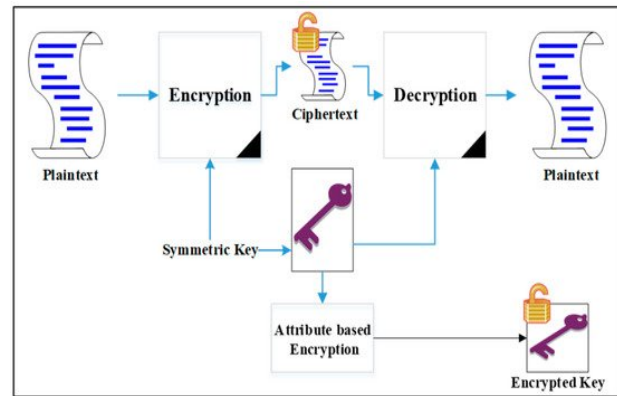 Encryption
Decryption
Ciphertext
Plaintext
Plaintext
Symmetric Key
Attribute based
Encryption
Encrypted Key